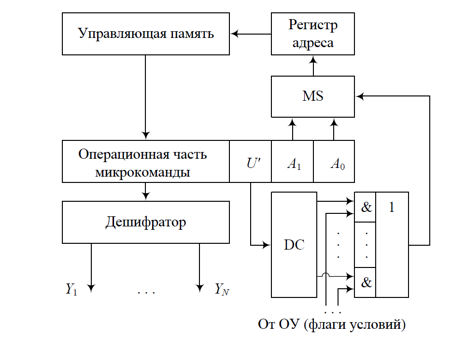 Управляющая память
Регистр
адреса
MS
Операционная часть
микрокоманды
U′
A1
A0
Дешифратор
DC
&
1
. . .
. . .
&
Y1
. . .
YN
. . .
От ОУ (флаги условий)